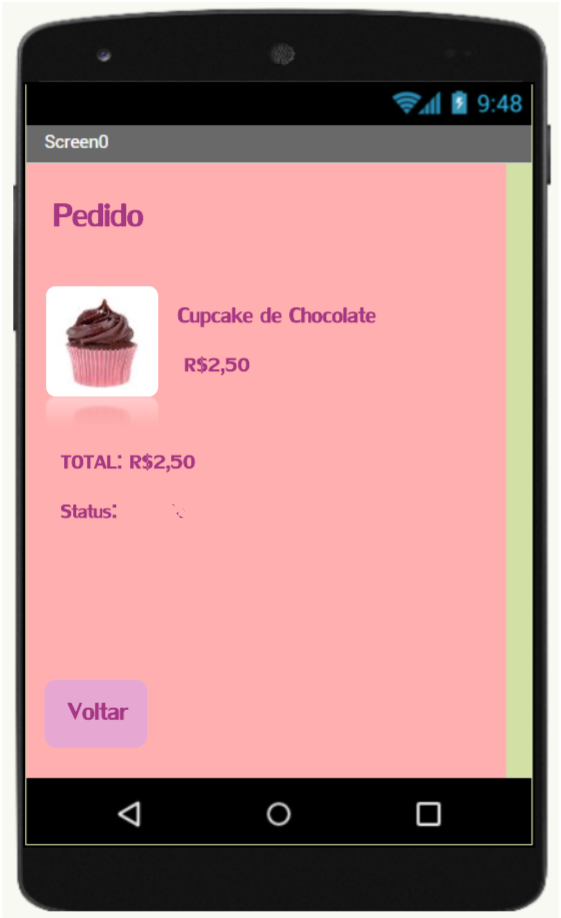 9:48
Screen0
Pedido
Cupcake de Chocolate
R$2,50
TOTAL: R$2,50
Status:
Voltar